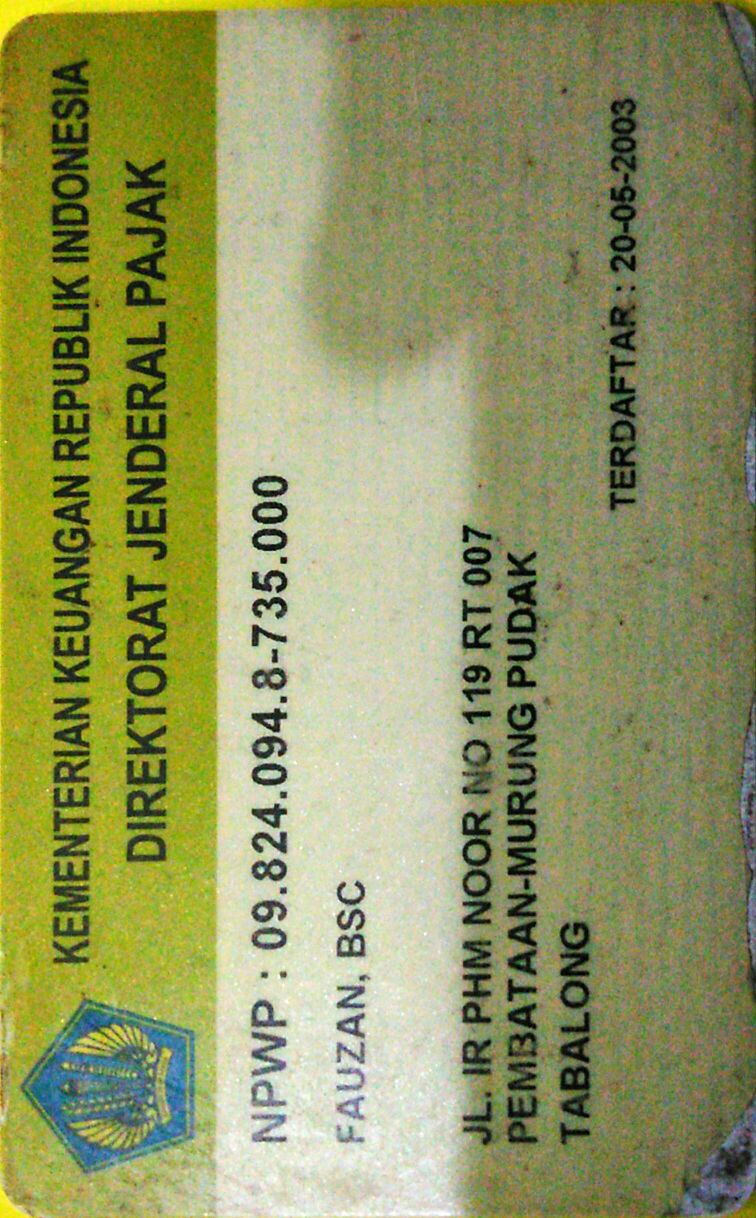 KEMENTERIAN KEUANGAN REPUBLIK INDONESIA
DIREKTORAT JENDERAL PAJAK
NPWP : 09.824.094.8-735.000
FAUZAN, BSC
JL. IR PHM NOOR NO 119 RT 007
PEMBATAAN-MURUNG PUDAK
TABALONG
TERDAFTAR : 20-05-2003